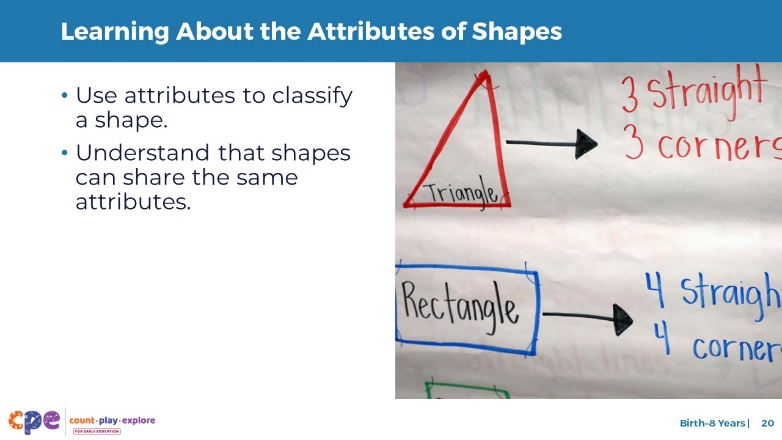 Learning About the Attributes of Shapes
• Use attributes to classify
a shape.
• Understand that shapes
can share the same
attributes.
3 straight
3 corners
Triangle
Rectangle
4 straigh
4 corner
cpe
count·play·explore
FOR EARLY EDUCATION
Birth–8 Years | 20